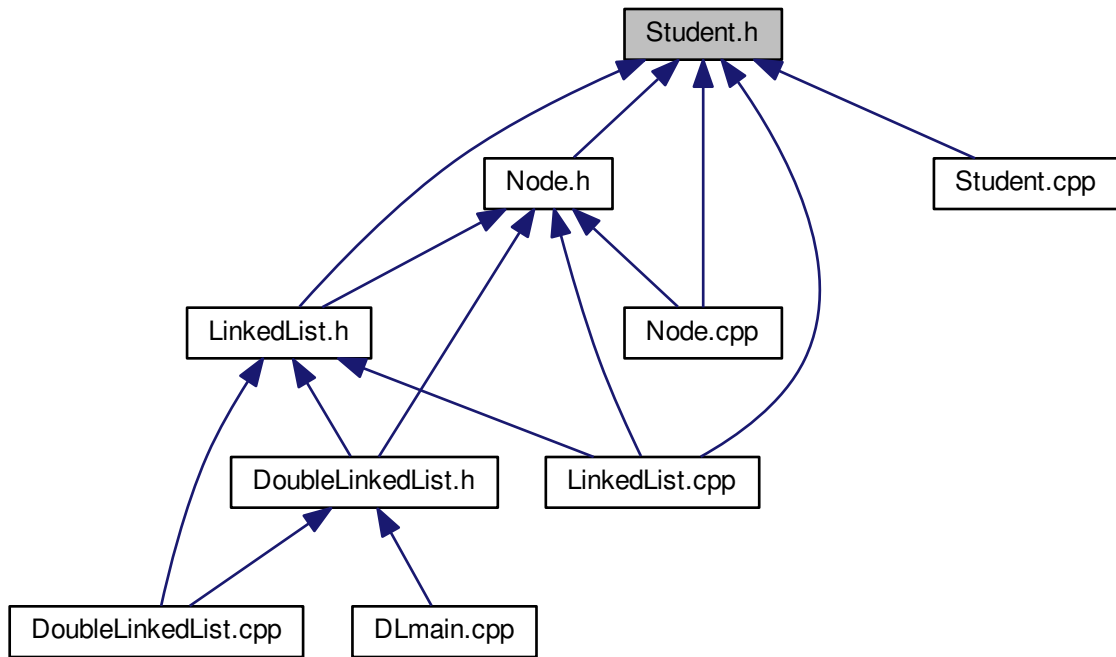 Student.h
Node.h
Student.cpp
LinkedList.h
Node.cpp
DoubleLinkedList.h
LinkedList.cpp
DoubleLinkedList.cpp
DLmain.cpp